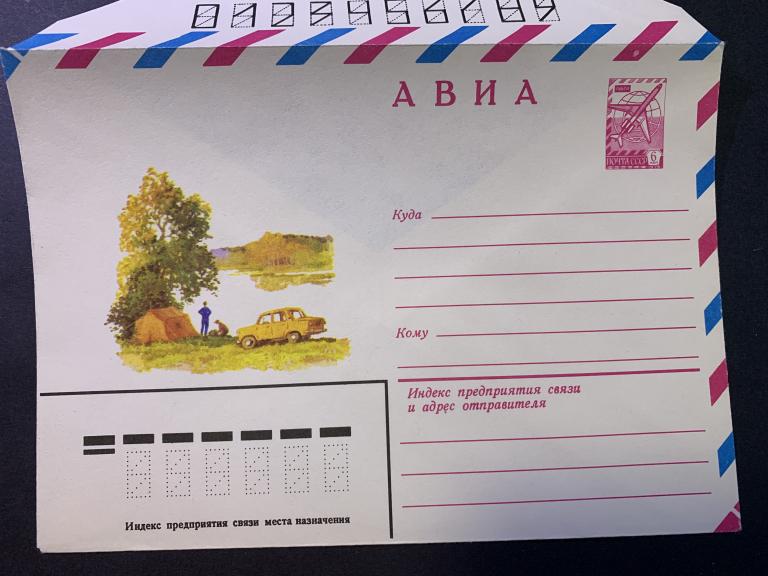 АВИА
ПОЧТА СССР
6
Куда
Кому
Индекс предприятия связи
и адрес отправителя
Индекс предприятия связи места назначения